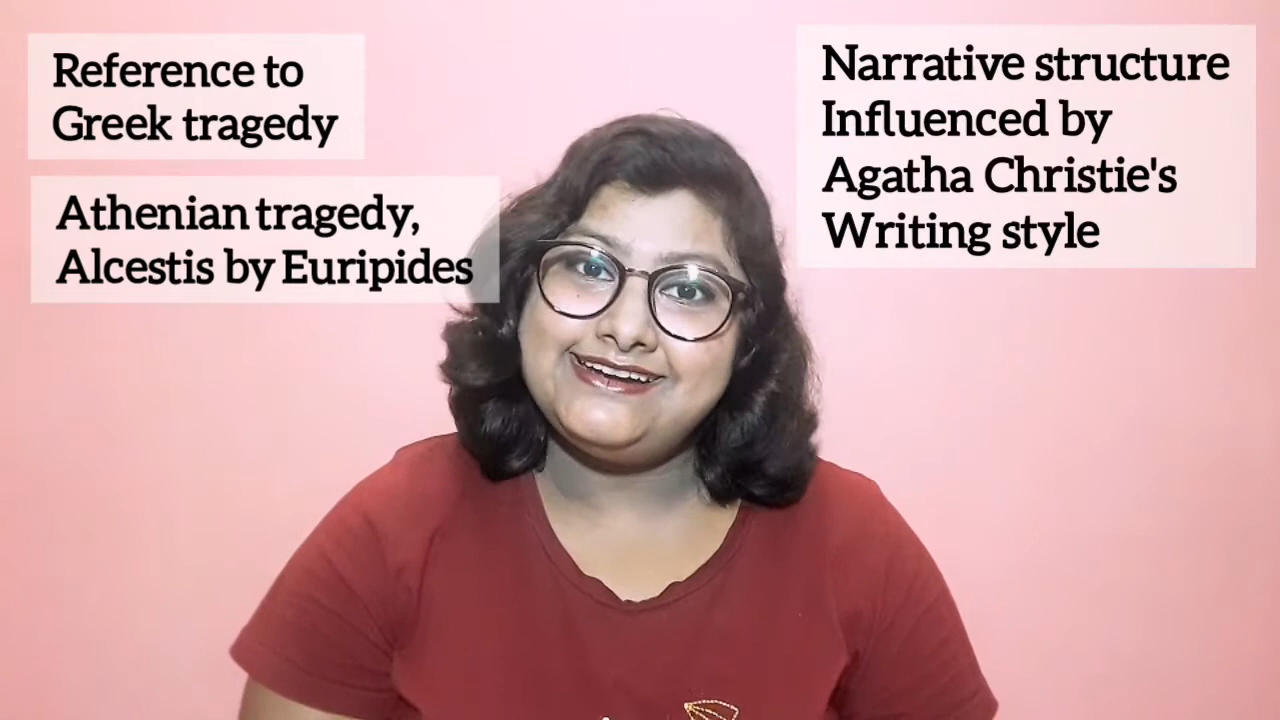 Reference to
Greek tragedy
Athenian tragedy,
Alcestis by Euripides
Narrative structure
Influenced by
Agatha Christie's
Writing style